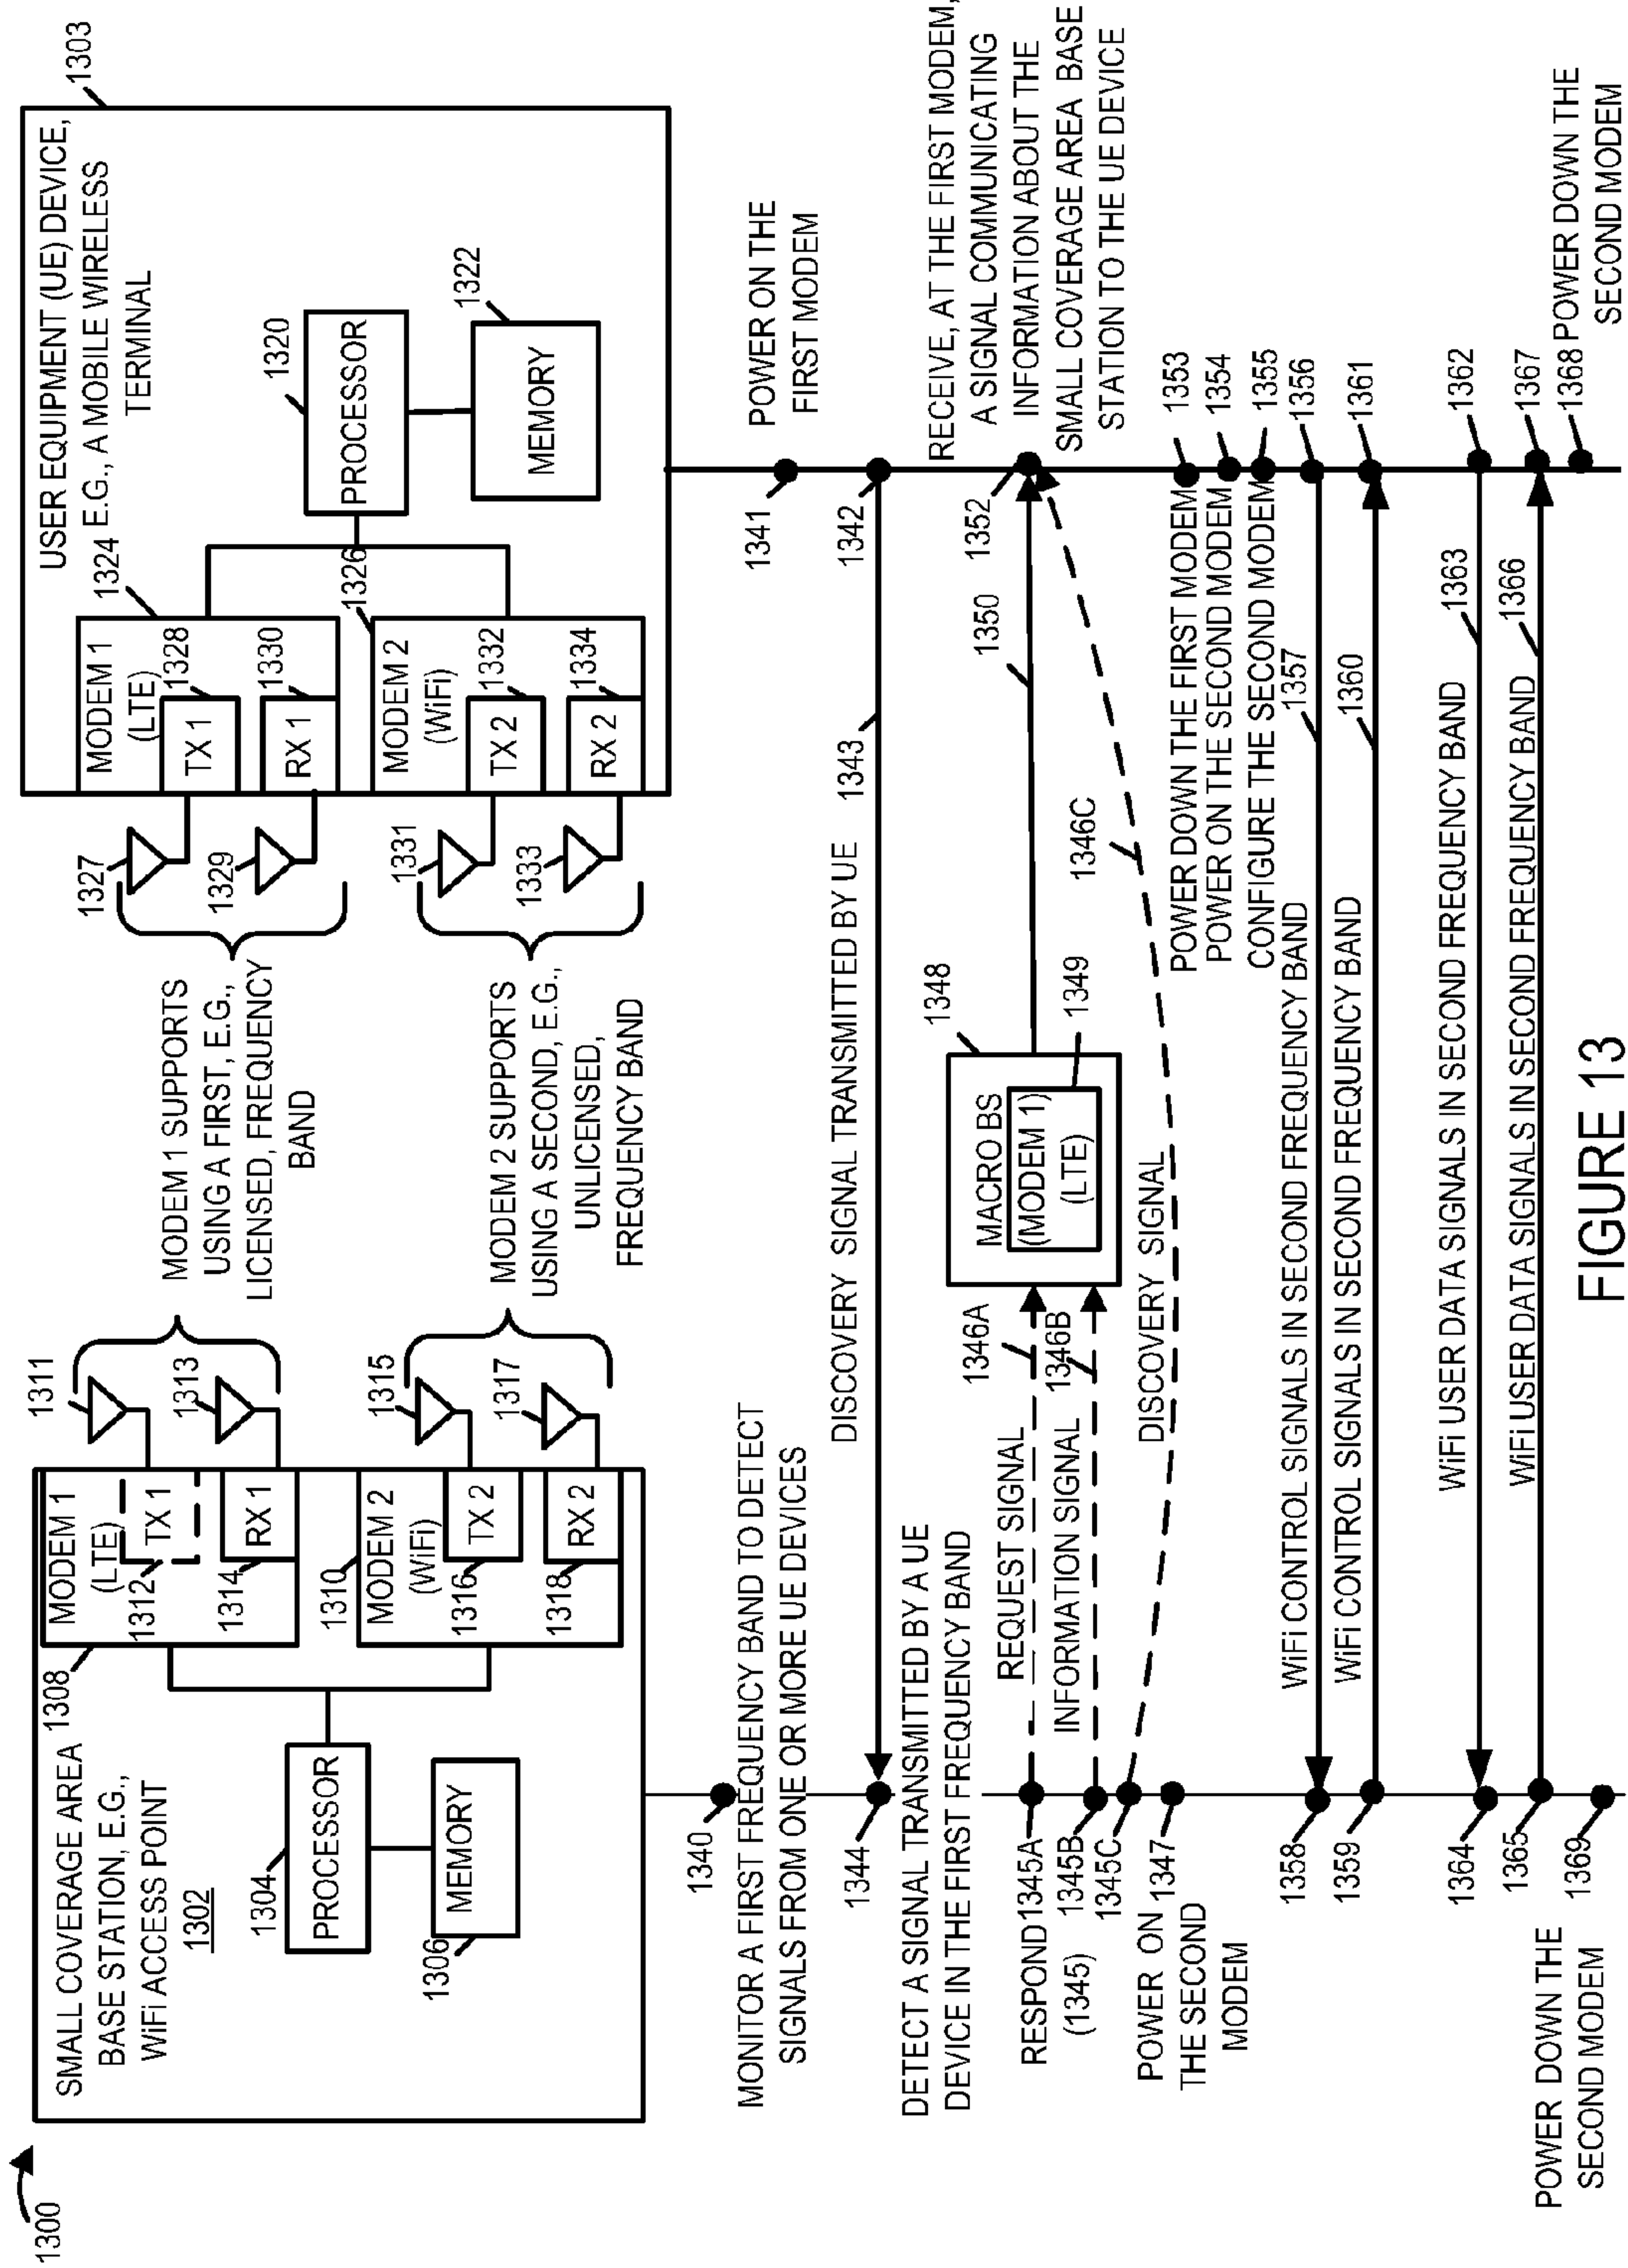 1300
SMALL COVERAGE AREA
BASE STATION, E.G.,
WiFi ACCESS POINT
1302
1304
PROCESSOR
1306
MEMORY
1308
MODEM 1
(LTE)
1312
TX 1
1314
RX 1
1310
MODEM 2
(WiFi)
1316
TX 2
1318
RX 2
1311
1313
1315
1317
MODEM 1 SUPPORTS
USING A FIRST, E.G.,
LICENSED, FREQUENCY
BAND
MODEM 2 SUPPORTS
USING A SECOND, E.G.,
UNLICENSED,
FREQUENCY BAND
1327
1329
1331
1333
USER EQUIPMENT (UE) DEVICE,
E.G., A MOBILE WIRELESS
TERMINAL
1303
1324
MODEM 1
(LTE)
1328
TX 1
1330
RX 1
1326
MODEM 2
(WiFi)
1332
TX 2
1334
RX 2
1320
PROCESSOR
1322
MEMORY
1340
MONITOR A FIRST FREQUENCY BAND TO DETECT
SIGNALS FROM ONE OR MORE UE DEVICES
1341
POWER ON THE
FIRST MODEM
1342
DISCOVERY SIGNAL TRANSMITTED BY UE
1343
1344
DETECT A SIGNAL TRANSMITTED BY A UE
DEVICE IN THE FIRST FREQUENCY BAND
RESPOND
(1345)
1345A
REQUEST SIGNAL
1346A
1345B
INFORMATION SIGNAL
1346B
1345C
DISCOVERY SIGNAL
1346C
1348
MACRO BS
(MODEM 1)
(LTE)
1349
1350
1352
RECEIVE, AT THE FIRST MODEM,
A SIGNAL COMMUNICATING
INFORMATION ABOUT THE
SMALL COVERAGE AREA BASE
STATION TO THE UE DEVICE
1347
POWER ON
THE SECOND
MODEM
POWER DOWN THE FIRST MODEM
1353
POWER ON THE SECOND MODEM
1354
CONFIGURE THE SECOND MODEM
1355
1356
WiFi CONTROL SIGNALS IN SECOND FREQUENCY BAND
1357
1358
1359
WiFi CONTROL SIGNALS IN SECOND FREQUENCY BAND
1360
1361
1362
WiFi USER DATA SIGNALS IN SECOND FREQUENCY BAND
1363
1364
1365
WiFi USER DATA SIGNALS IN SECOND FREQUENCY BAND
1366
1367
1368
POWER DOWN THE
SECOND MODEM
1369
POWER DOWN THE
SECOND MODEM
FIGURE 13